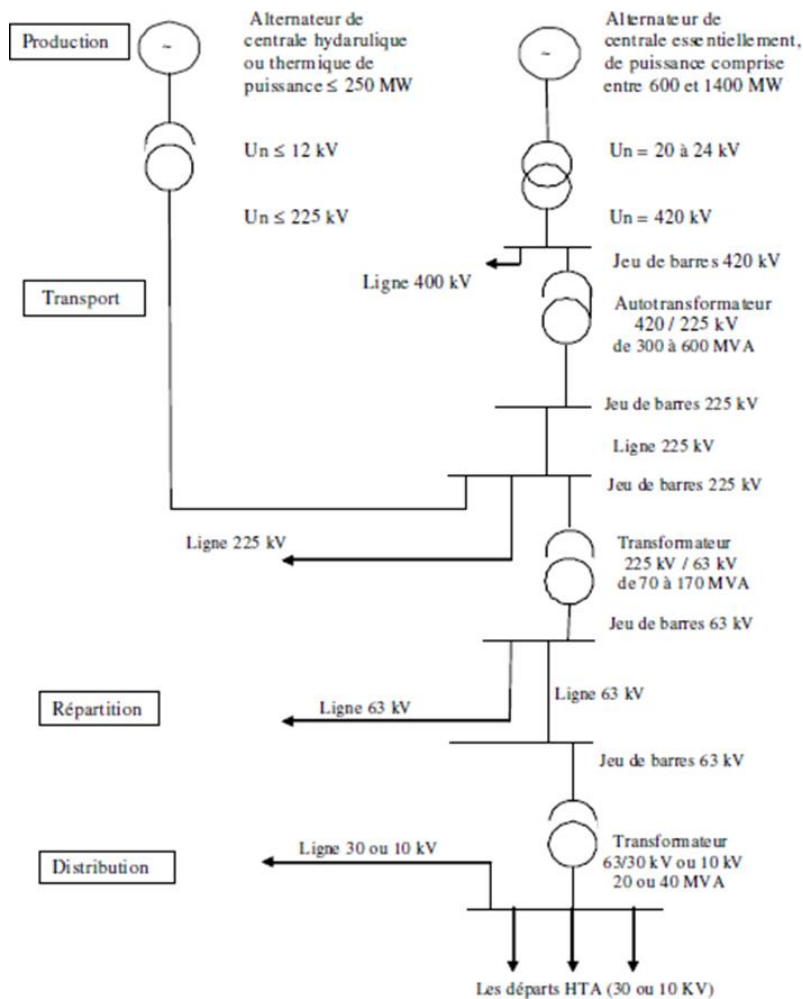 Production
~
Alternateur de
centrale hydarulique
ou thermique de
puissance ≤ 250 MW
~
Alternateur de
centrale essentiellement,
de puissance comprise
entre 600 et 1400 MW
Un ≤ 12 kV
Un = 20 à 24 kV
Un ≤ 225 kV
Un = 420 kV
Jeu de barres 420 kV
Ligne 400 kV
Transport
Autotransformateur
420 / 225 kV
de 300 à 600 MVA
Jeu de barres 225 kV
Ligne 225 kV
Jeu de barres 225 kV
Ligne 225 kV
Transformateur
225 kV / 63 kV
de 70 à 170 MVA
Jeu de barres 63 kV
Ligne 63 kV
Répartition
Ligne 63 kV
Jeu de barres 63 kV
Ligne 30 ou 10 kV
Distribution
Transformateur
63/30 kV ou 10 kV
20 ou 40 MVA
Les départs HTA (30 ou 10 KV)